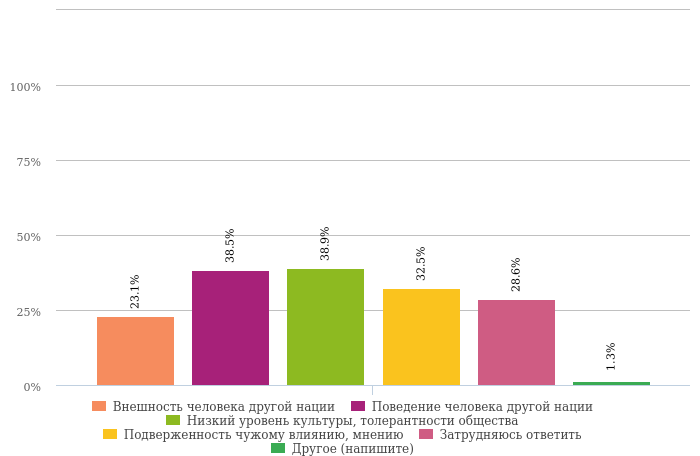 100%
75%
50%
25%
0%
23.1%
38.5%
38.9%
32.5%
28.6%
1.3%
Внешность человека другой нации Поведение человека другой нации
Низкий уровень культуры, толерантности общества
Подверженность чужому влиянию, мнению Затрудняюсь ответить
Другое (напишите)